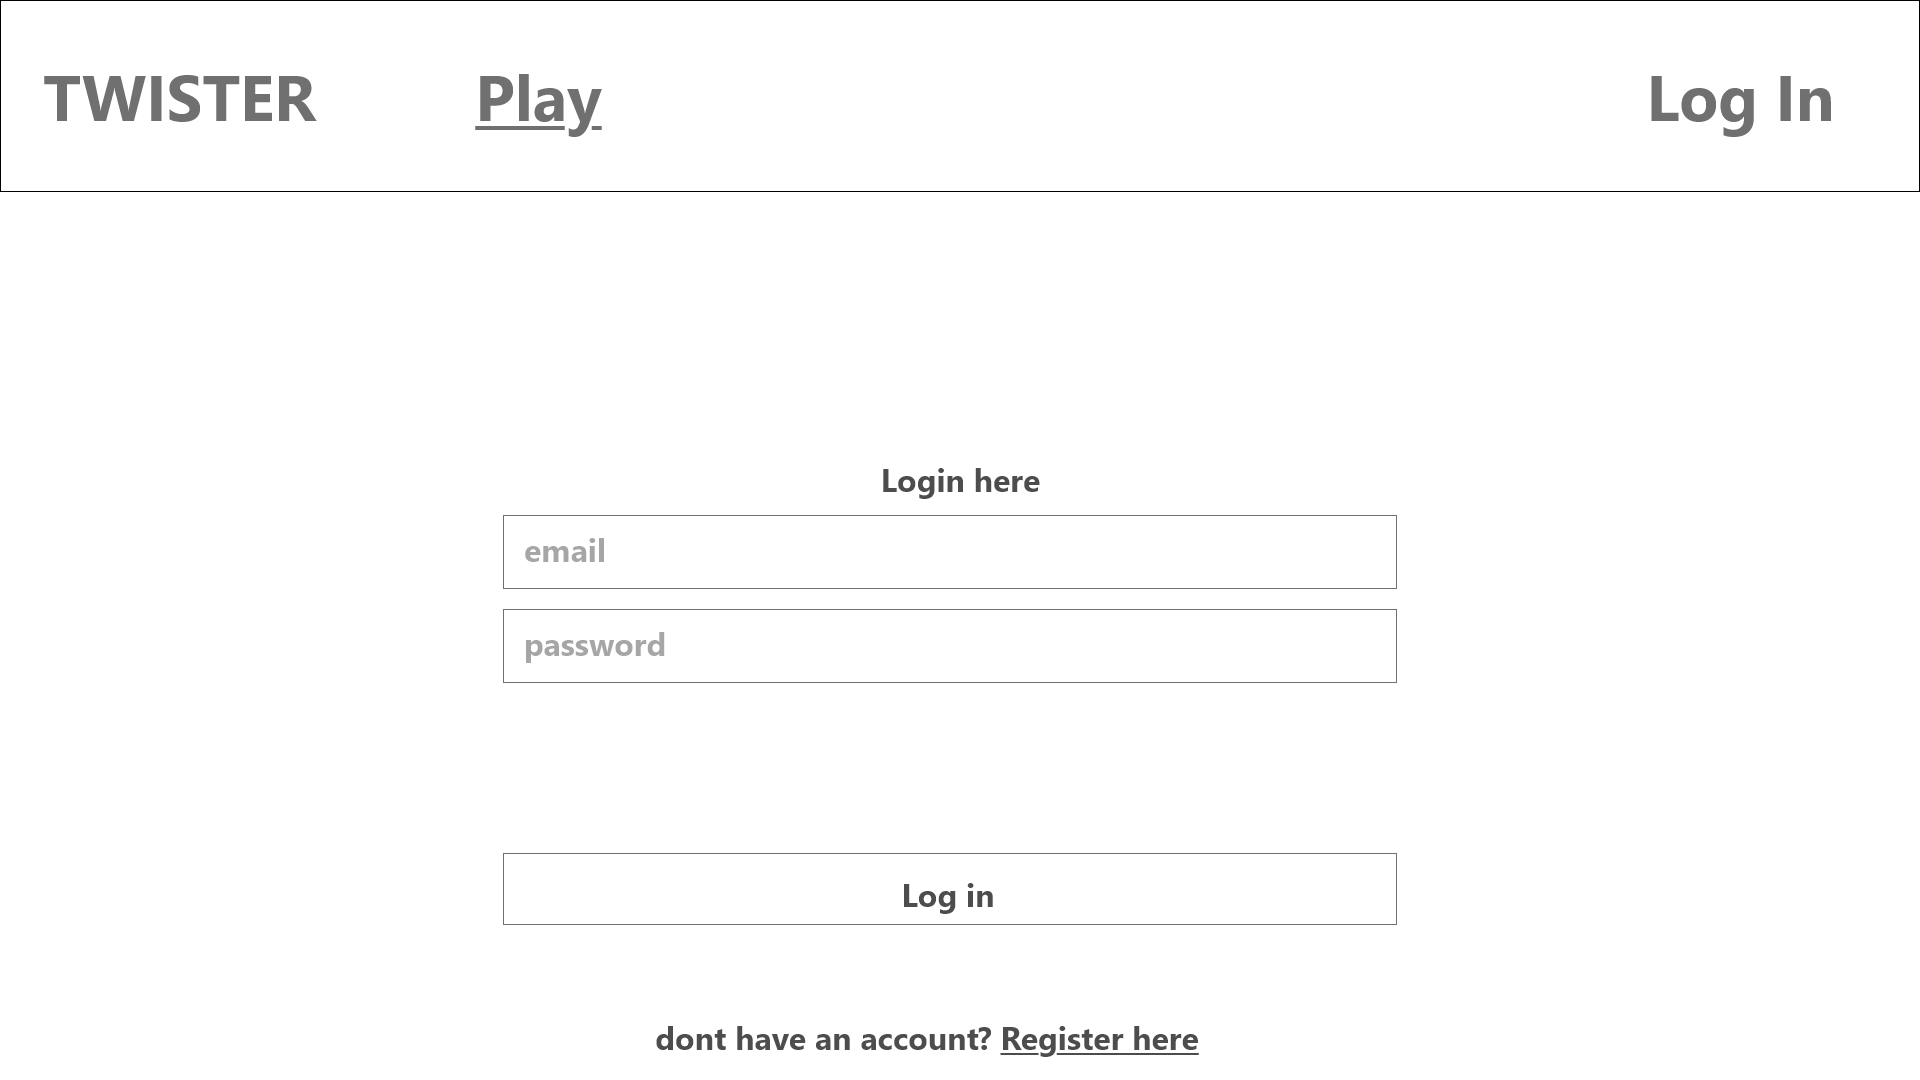 TWISTER Play Log In
Login here
email
password
Log in
dont have an account? Register here